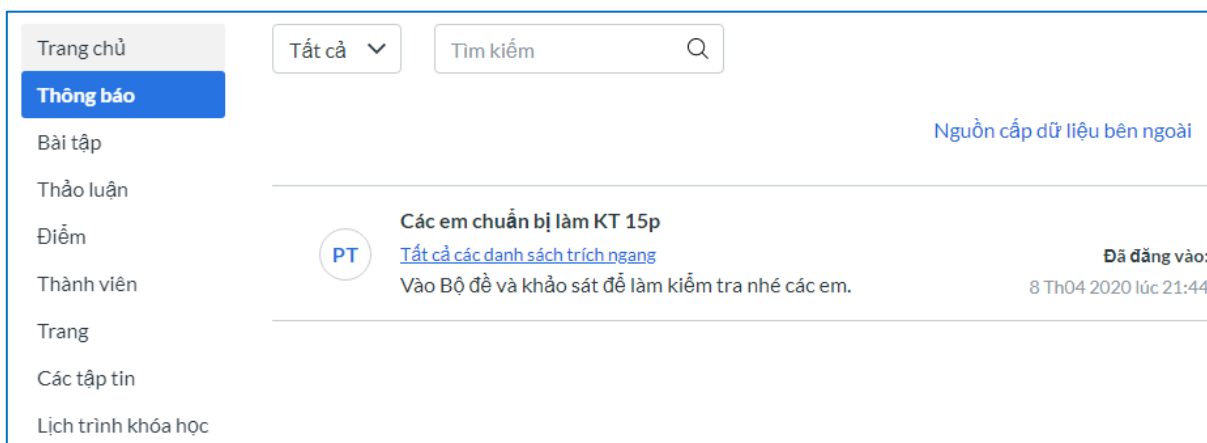 Trang chủ
Thông báo
Bài tập
Thảo luận
Điểm
Thành viên
Trang
Các tập tin
Lịch trình khóa học
Tất cả
Tìm kiếm
Nguồn cấp dữ liệu bên ngoài
PT
Các em chuẩn bị làm KT 15p
Tất cả các danh sách trích ngang
Vào Bộ đề và khảo sát để làm kiểm tra nhé các em.
Đã đăng vào:
8 Th04 2020 lúc 21:44